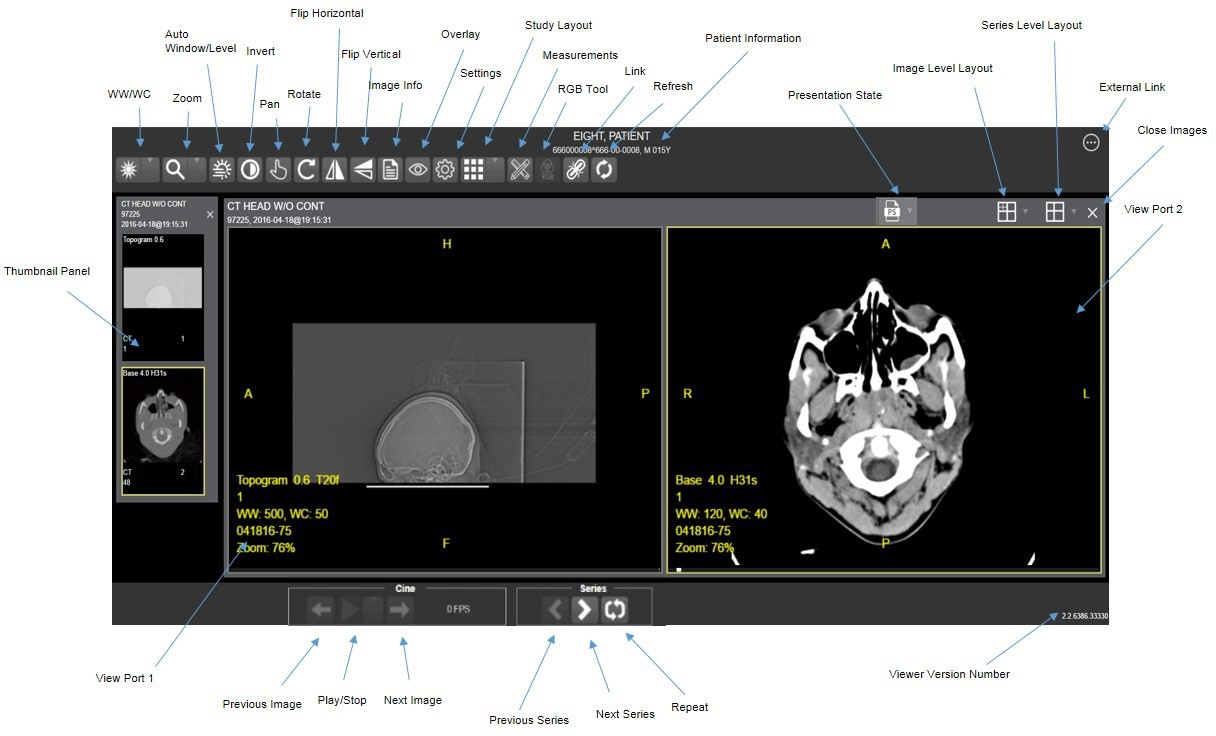 Flip Horizontal
Study Layout
Series Level Layout
Auto
Window/Level
Overlay
Patient Information
Invert
Flip Vertical
Measurements
Image Level Layout
Settings
Link
Image Info
RGB Tool
Refresh
External Link
WW/WC
Zoom
Rotate
Presentation State
Pan
Close Images
EIGHT, PATIENT
666000008^666-00-0008, M 015Y
CT HEAD W/O CONT
97225
2016-04-18@19:15:31
CT HEAD W/O CONT
97225, 2016-04-18@19:15:31
PS
View Port 2
Topogram 0.6
H
A
Thumbnail Panel
CT 1
1
Base 4.0 H31s
A
P
R
L
CT 2
48
Topogram 0.6 T20f
1
WW: 500, WC: 50
041816-75
Zoom: 76%
F
Base 4.0 H31s
1
WW: 120, WC: 40
041816-75
Zoom: 76%
P
Cine
0 FPS
Series
2.2.6386.33330
View Port 1
Previous Image
Play/Stop
Next Image
Previous Series
Next Series
Repeat
Viewer Version Number